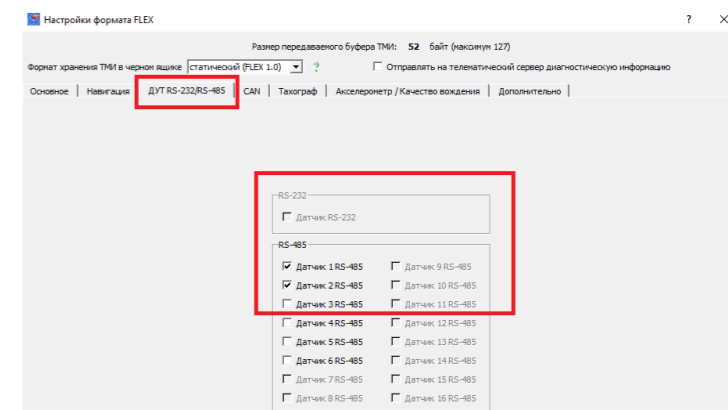 Настройки формата FLEX ? ×
Размер передаваемого буфера ТМИ: 52 байт (максимум 127)
Формат хранения ТМИ в черном ящике статический (FLEX 1.0) ? Отправлять на телематический сервер диагностическую информацию
Основное Навигация ДУТ RS-232/RS-485 CAN Тахограф Акселерометр / Качество вождения Дополнительно
RS-232
Датчик RS-232
RS-485
Датчик 1 RS-485 Датчик 9 RS-485
Датчик 2 RS-485 Датчик 10 RS-485
Датчик 3 RS-485 Датчик 11 RS-485
Датчик 4 RS-485 Датчик 12 RS-485
Датчик 5 RS-485 Датчик 13 RS-485
Датчик 6 RS-485 Датчик 14 RS-485
Датчик 7 RS-485 Датчик 15 RS-485
Датчик 8 RS-485 Датчик 16 RS-485